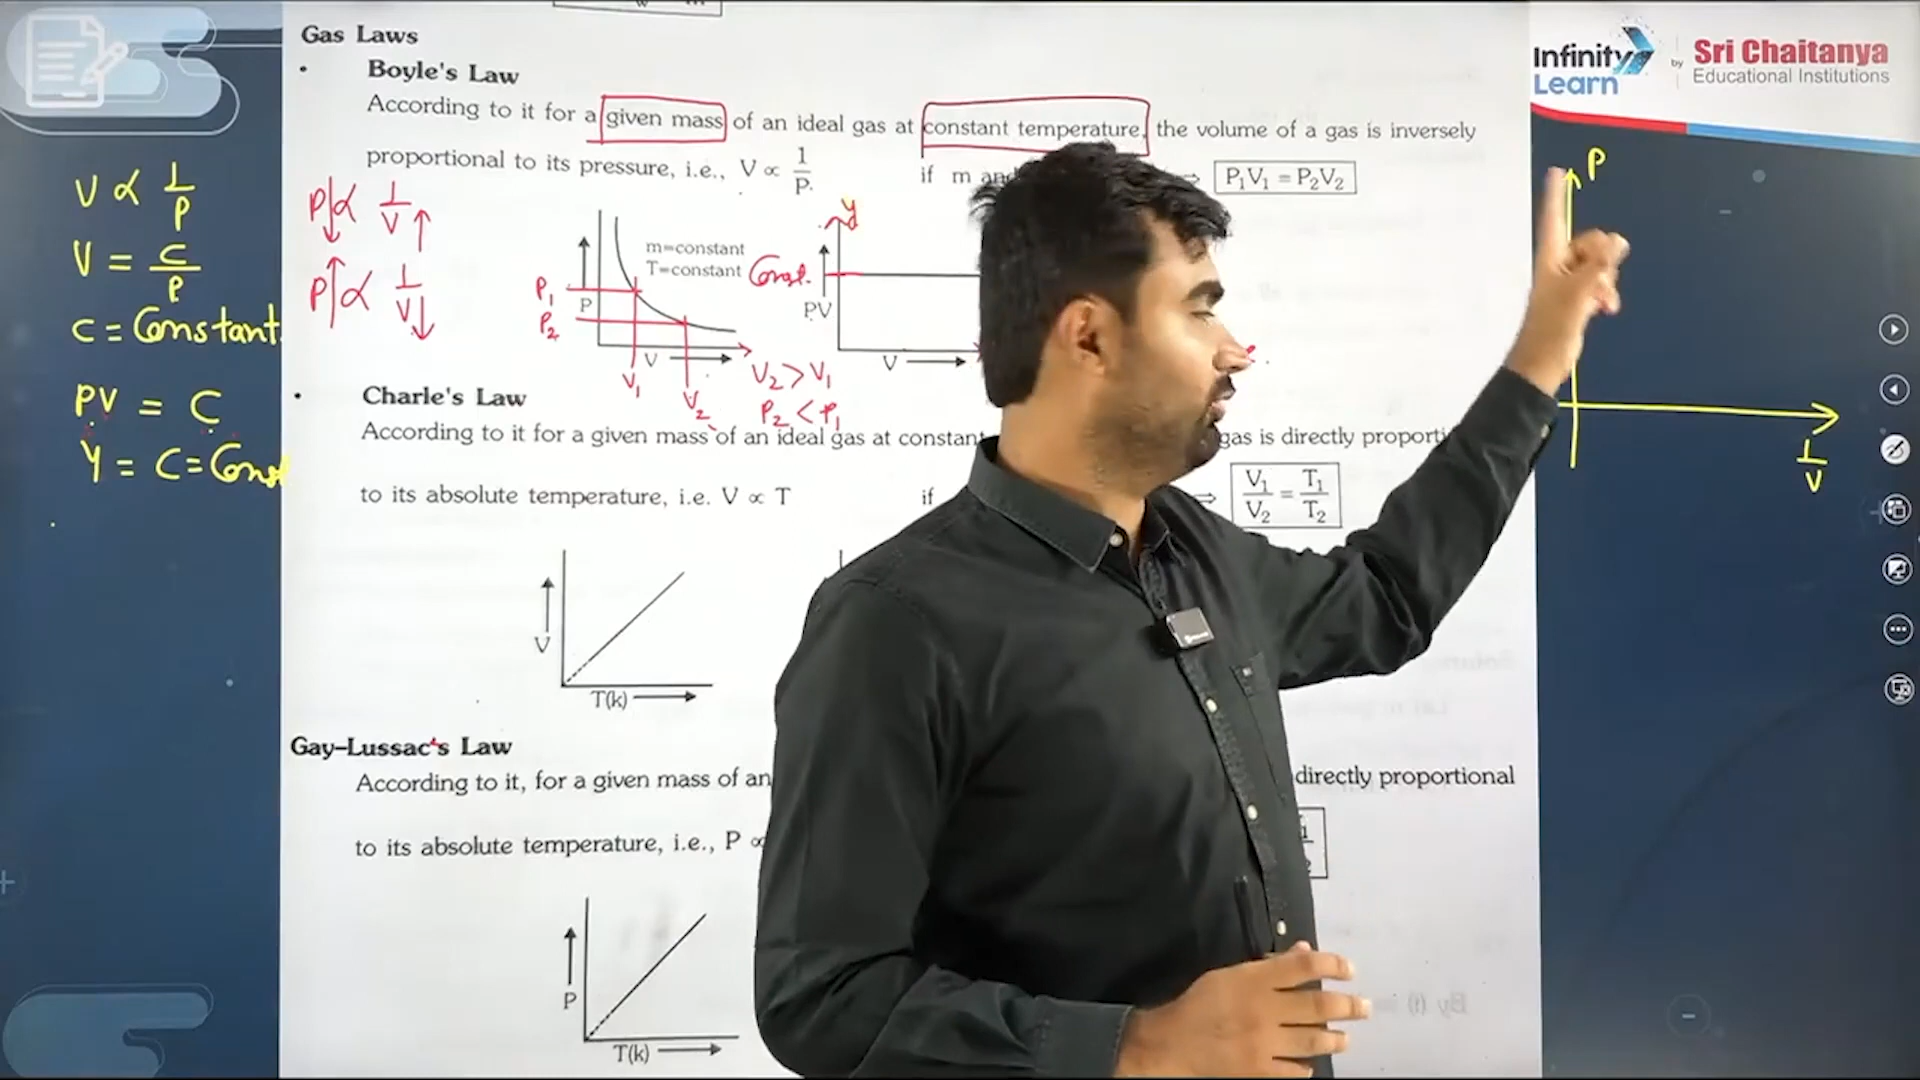 Gas Laws
• Boyle's Law
According to it for a given mass of an ideal gas at constant temperature, the volume of a gas is inversely
proportional to its pressure, i.e., V ∝ 1/P. if m and ⇒ P₁V₁ = P₂V₂
V ∝ 1/P
V = C/P
C = Constant.
PV = C
Y = C = Const
P ∝ 1/V
P ∝ 1/V
m=constant
T=constant
P₁
P₂
P
V
V₁
V₂
V₂ > V₁
P₂ < P₁
y
Const.
PV
V
• Charle's Law
According to it for a given mass of an ideal gas at constant gas is directly
to its absolute temperature, i.e. V ∝ T if ⇒ V₁/V₂ = T₁/T₂
V
T(k)
Gay–Lussac's Law
According to it, for a given mass of an directly proportional
to its absolute temperature, i.e., P ∝
P
T(k)
Infinity Learn by Sri Chaitanya
Educational Institutions
P
1/V